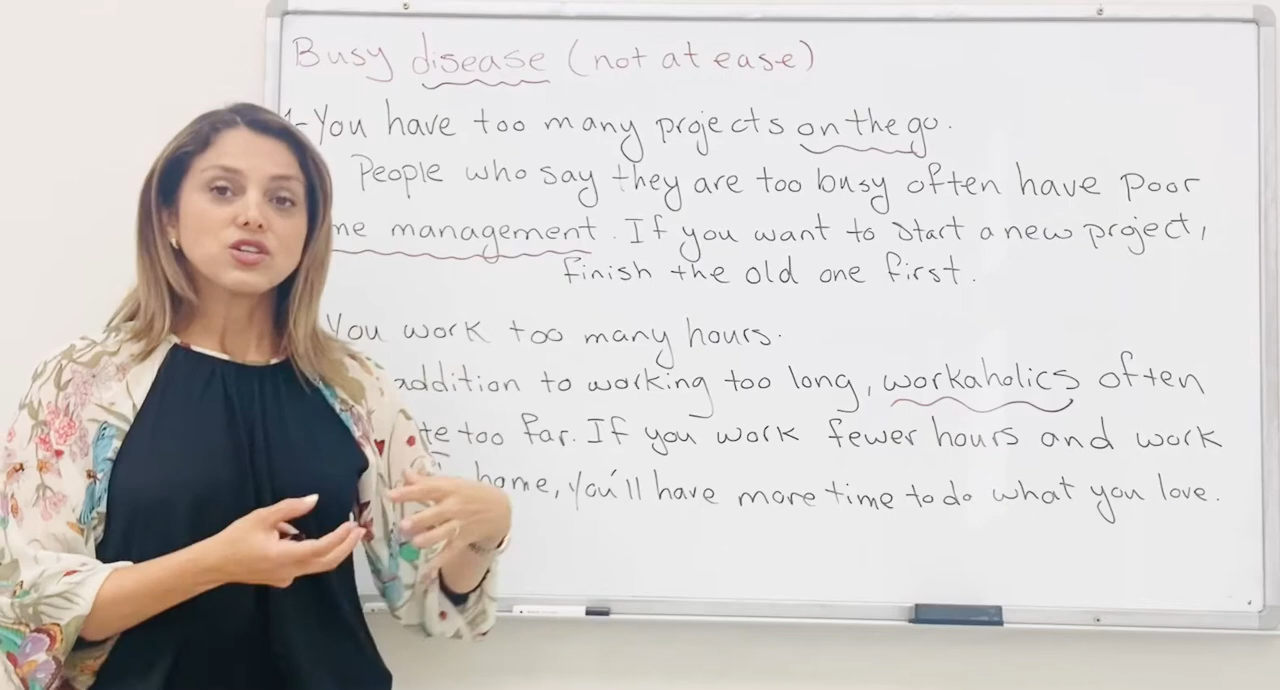 Busy disease (not at ease)
1- You have too many projects on the go.
People who say they are too busy often have poor
me management. If you want to start a new project,
finish the old one first.
You work too many hours.
addition to working too long, workaholics often
te too far. If you work fewer hours and work
home, you'll have more time to do what you love.